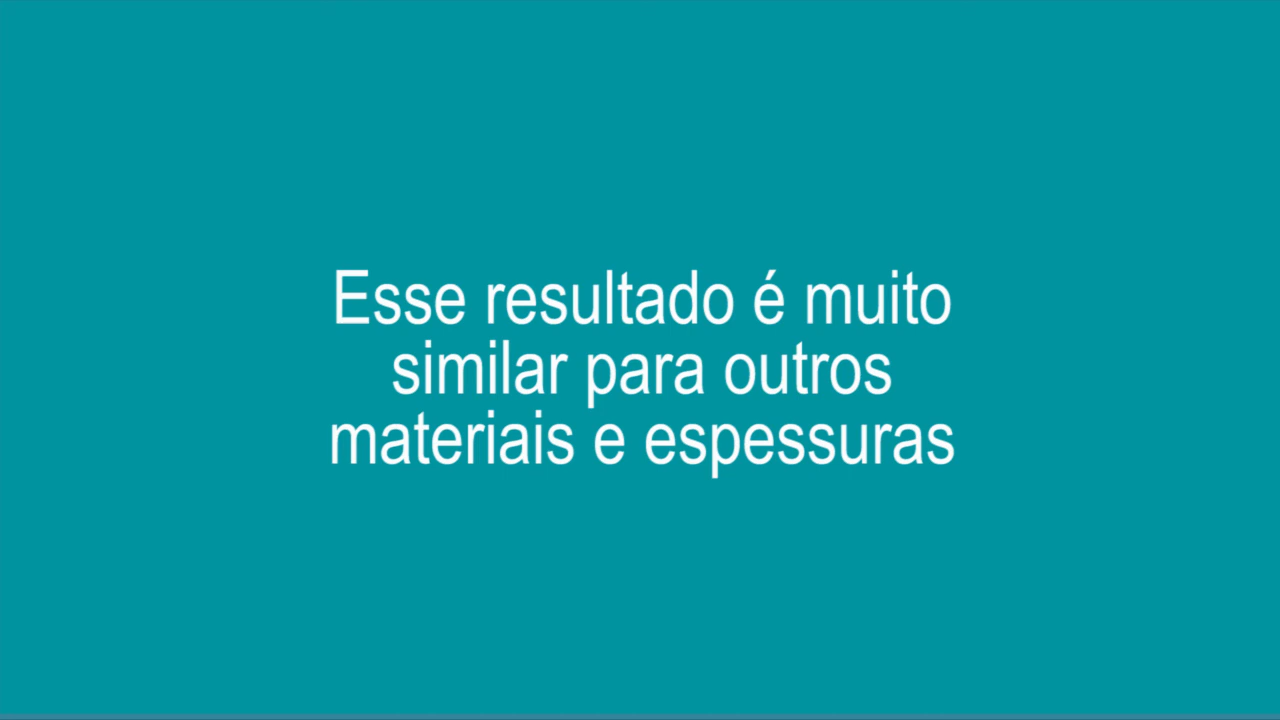 Esse resultado é muito
similar para outros
materiais e espessuras